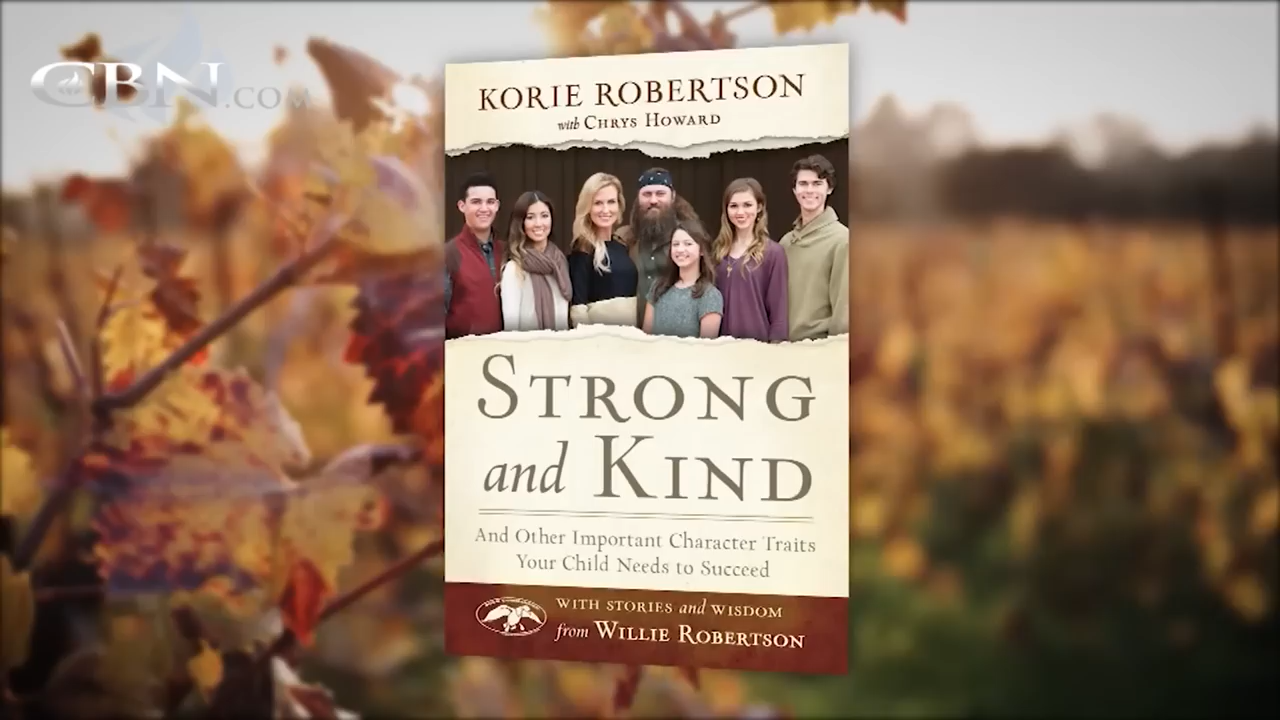 CBN.COM
KORIE ROBERTSON
with CHRYS HOWARD
STRONG
and KIND
And Other Important Character Traits
Your Child Needs to Succeed
WITH STORIES and WISDOM
from WILLIE ROBERTSON